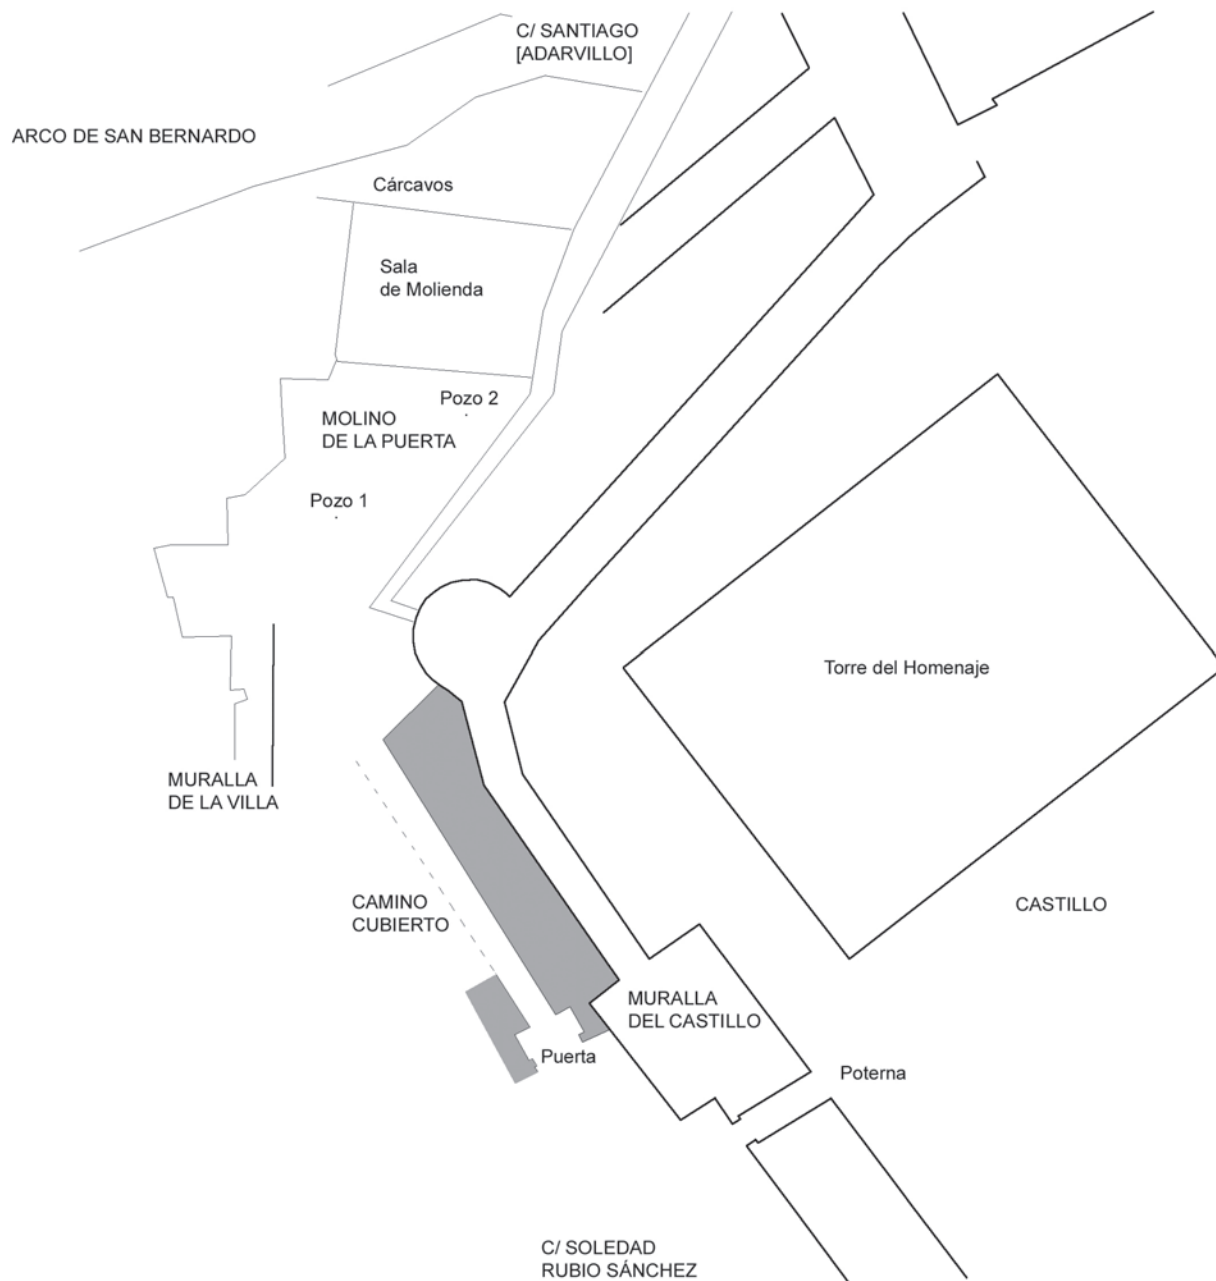 C/ SANTIAGO
[ADARVILLO]
ARCO DE SAN BERNARDO
Cárcavos
Sala
de Molienda
Pozo 2
MOLINO
DE LA PUERTA
Pozo 1
Torre del Homenaje
MURALLA
DE LA VILLA
CAMINO
CUBIERTO
CASTILLO
MURALLA
DEL CASTILLO
Puerta
Poterna
C/ SOLEDAD
RUBIO SÁNCHEZ